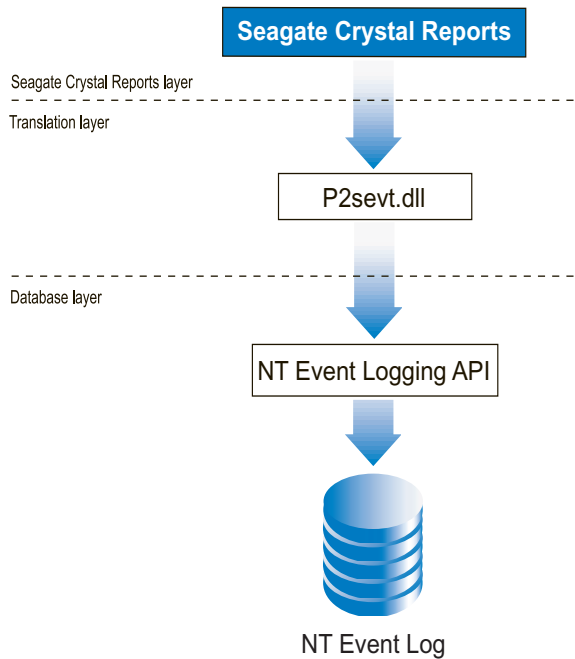 Seagate Crystal Reports
Seagate Crystal Reports layer
Translation layer
P2sevt.dll
Database layer
NT Event Logging API
NT Event Log